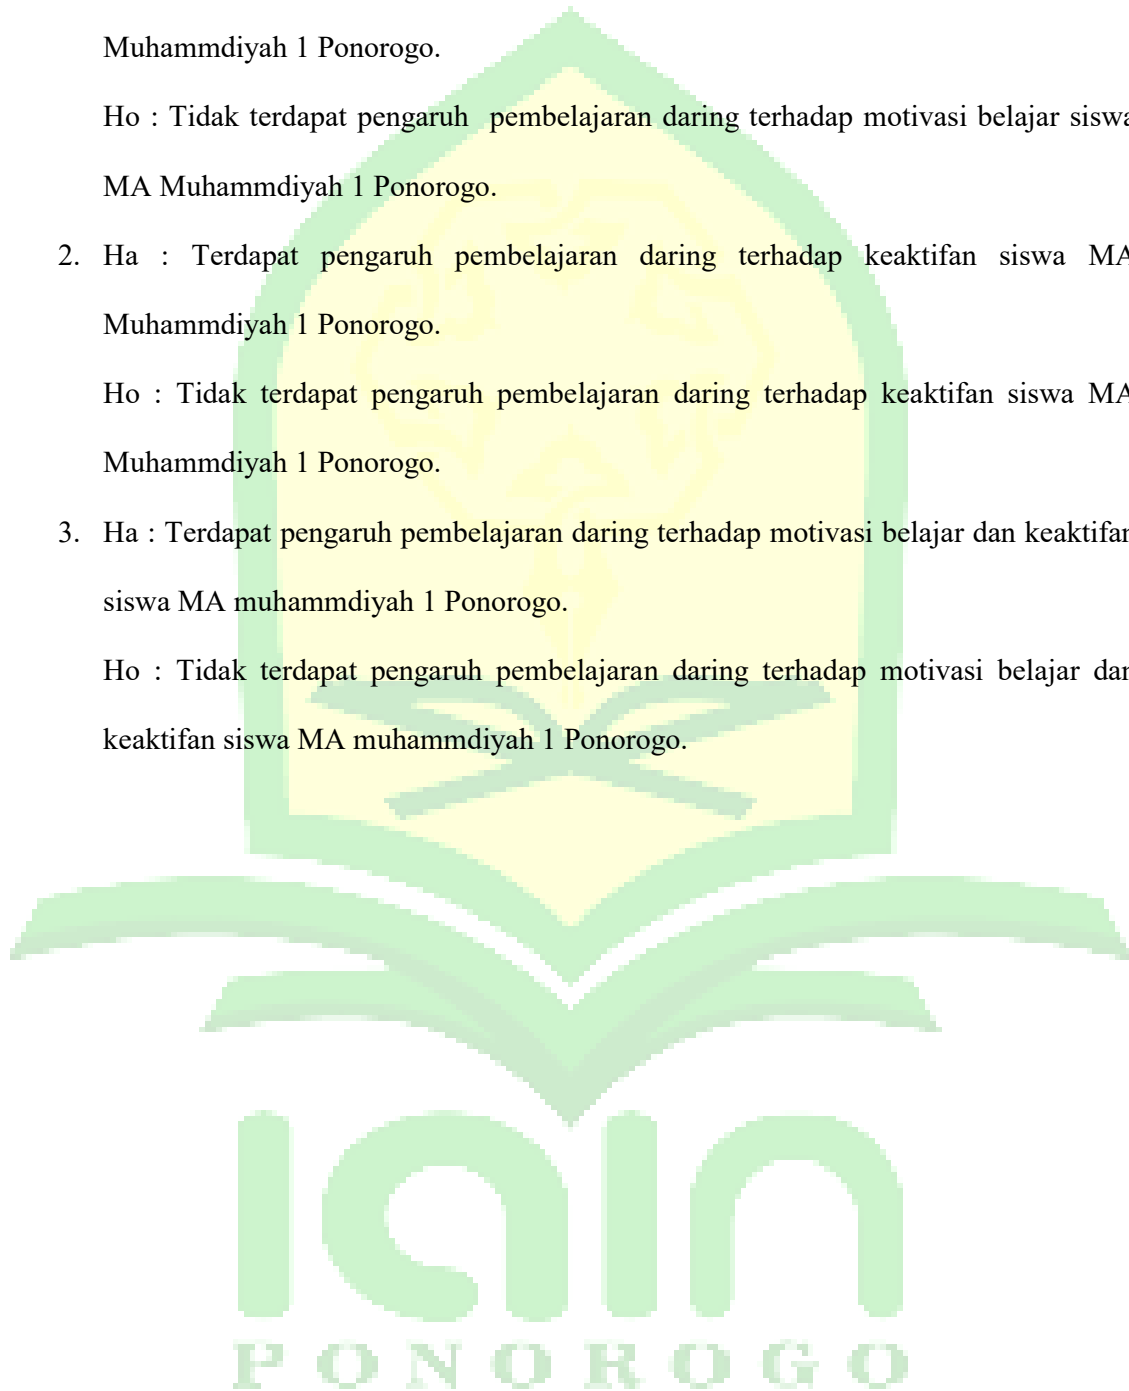 Muhammdiyah 1 Ponorogo.
Ho : Tidak terdapat pengaruh pembelajaran daring terhadap motivasi belajar siswa
MA Muhammdiyah 1 Ponorogo.
2. Ha : Terdapat pengaruh pembelajaran daring terhadap keaktifan siswa MA
Muhammdiyah 1 Ponorogo.
Ho : Tidak terdapat pengaruh pembelajaran daring terhadap keaktifan siswa MA
Muhammdiyah 1 Ponorogo.
3. Ha : Terdapat pengaruh pembelajaran daring terhadap motivasi belajar dan keaktifan
siswa MA muhammdiyah 1 Ponorogo.
Ho : Tidak terdapat pengaruh pembelajaran daring terhadap motivasi belajar dan
keaktifan siswa MA muhammdiyah 1 Ponorogo.
iain
PONOROGO